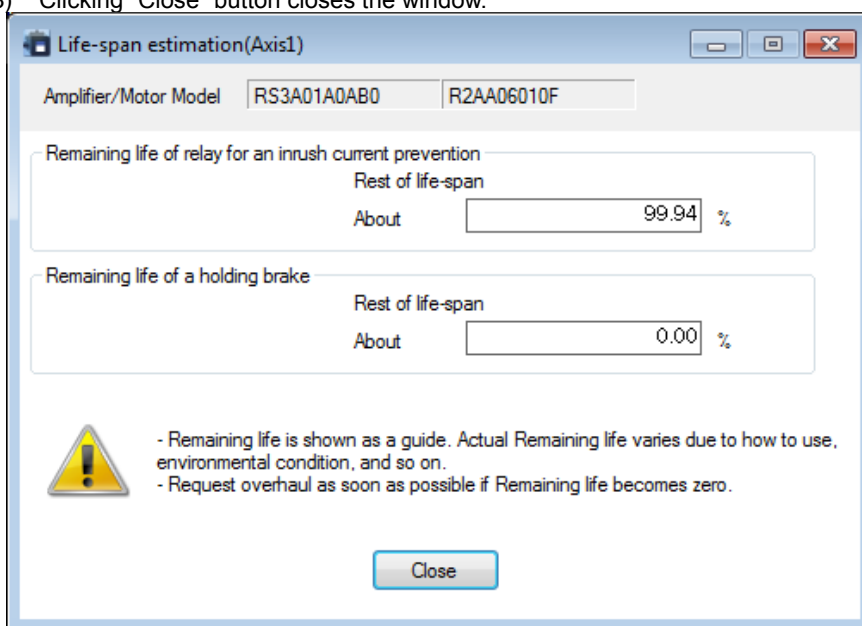 Clicking "Close" button closes the window.
Life-span estimation(Axis1)
Amplifier/Motor Model RS3A01A0AB0 R2AA06010F
Remaining life of relay for an inrush current prevention
Rest of life-span
About 99.94 %
Remaining life of a holding brake
Rest of life-span
About 0.00 %
- Remaining life is shown as a guide. Actual Remaining life varies due to how to use,
environmental condition, and so on.
- Request overhaul as soon as possible if Remaining life becomes zero.
Close